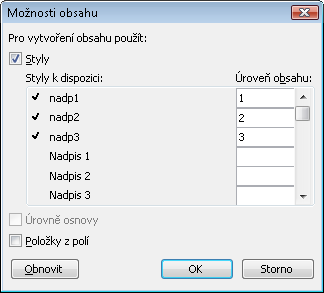 Možnosti obsahu
Pro vytvoření obsahu použít:
Styly
Styly k dispozici: Úroveň obsahu:
nadp1 1
nadp2 2
nadp3 3
Nadpis 1
Nadpis 2
Nadpis 3
Úrovně osnovy
Položky z polí
Obnovit OK Storno